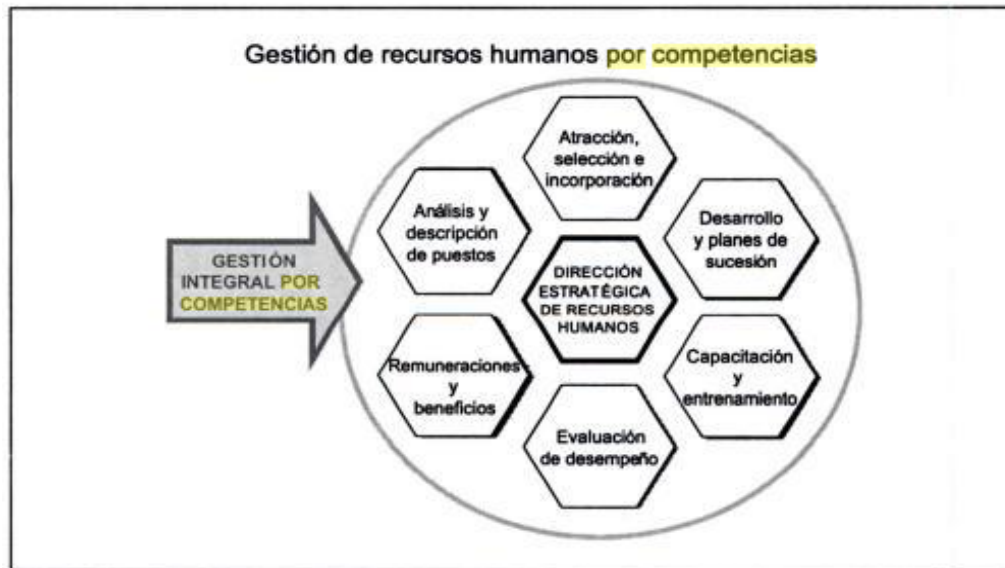 Gestión de recursos humanos por competencias
Atracción,
selección e
incorporación
Análisis y
descripción
de puestos
Desarrollo
y planes de
sucesión
GESTIÓN
INTEGRAL POR
COMPETENCIAS
DIRECCIÓN
ESTRATÉGICA
DE RECURSOS
HUMANOS
Remuneraciones
y
beneficios
Capacitación
y
entrenamiento
Evaluación
de desempeño